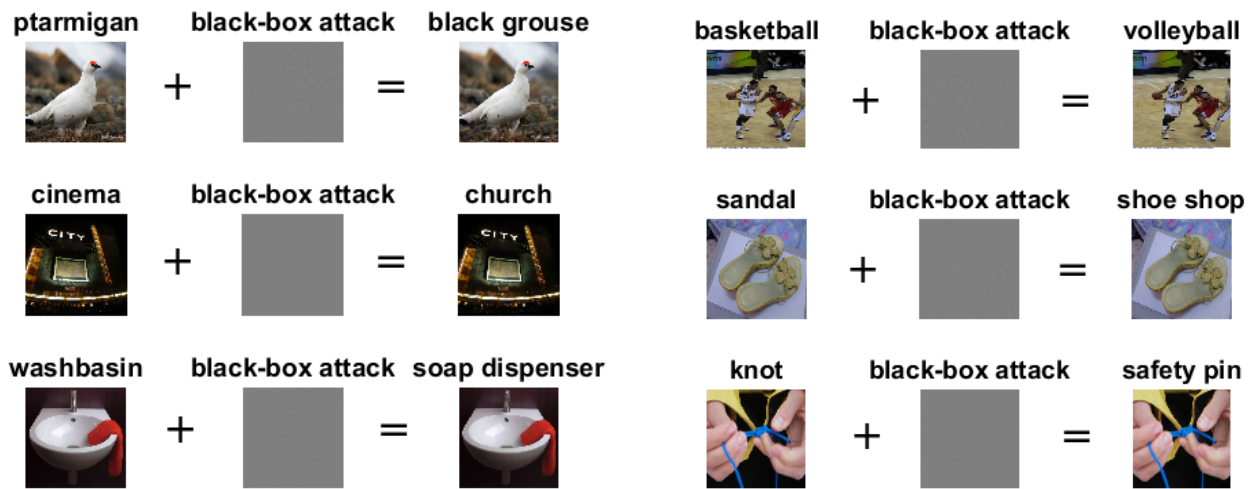 ptarmigan black-box attack black grouse
+ =
basketball black-box attack volleyball
+ =
cinema black-box attack church
CITY + = CITY
sandal black-box attack shoe shop
+ =
washbasin black-box attack soap dispenser
+ =
knot black-box attack safety pin
+ =